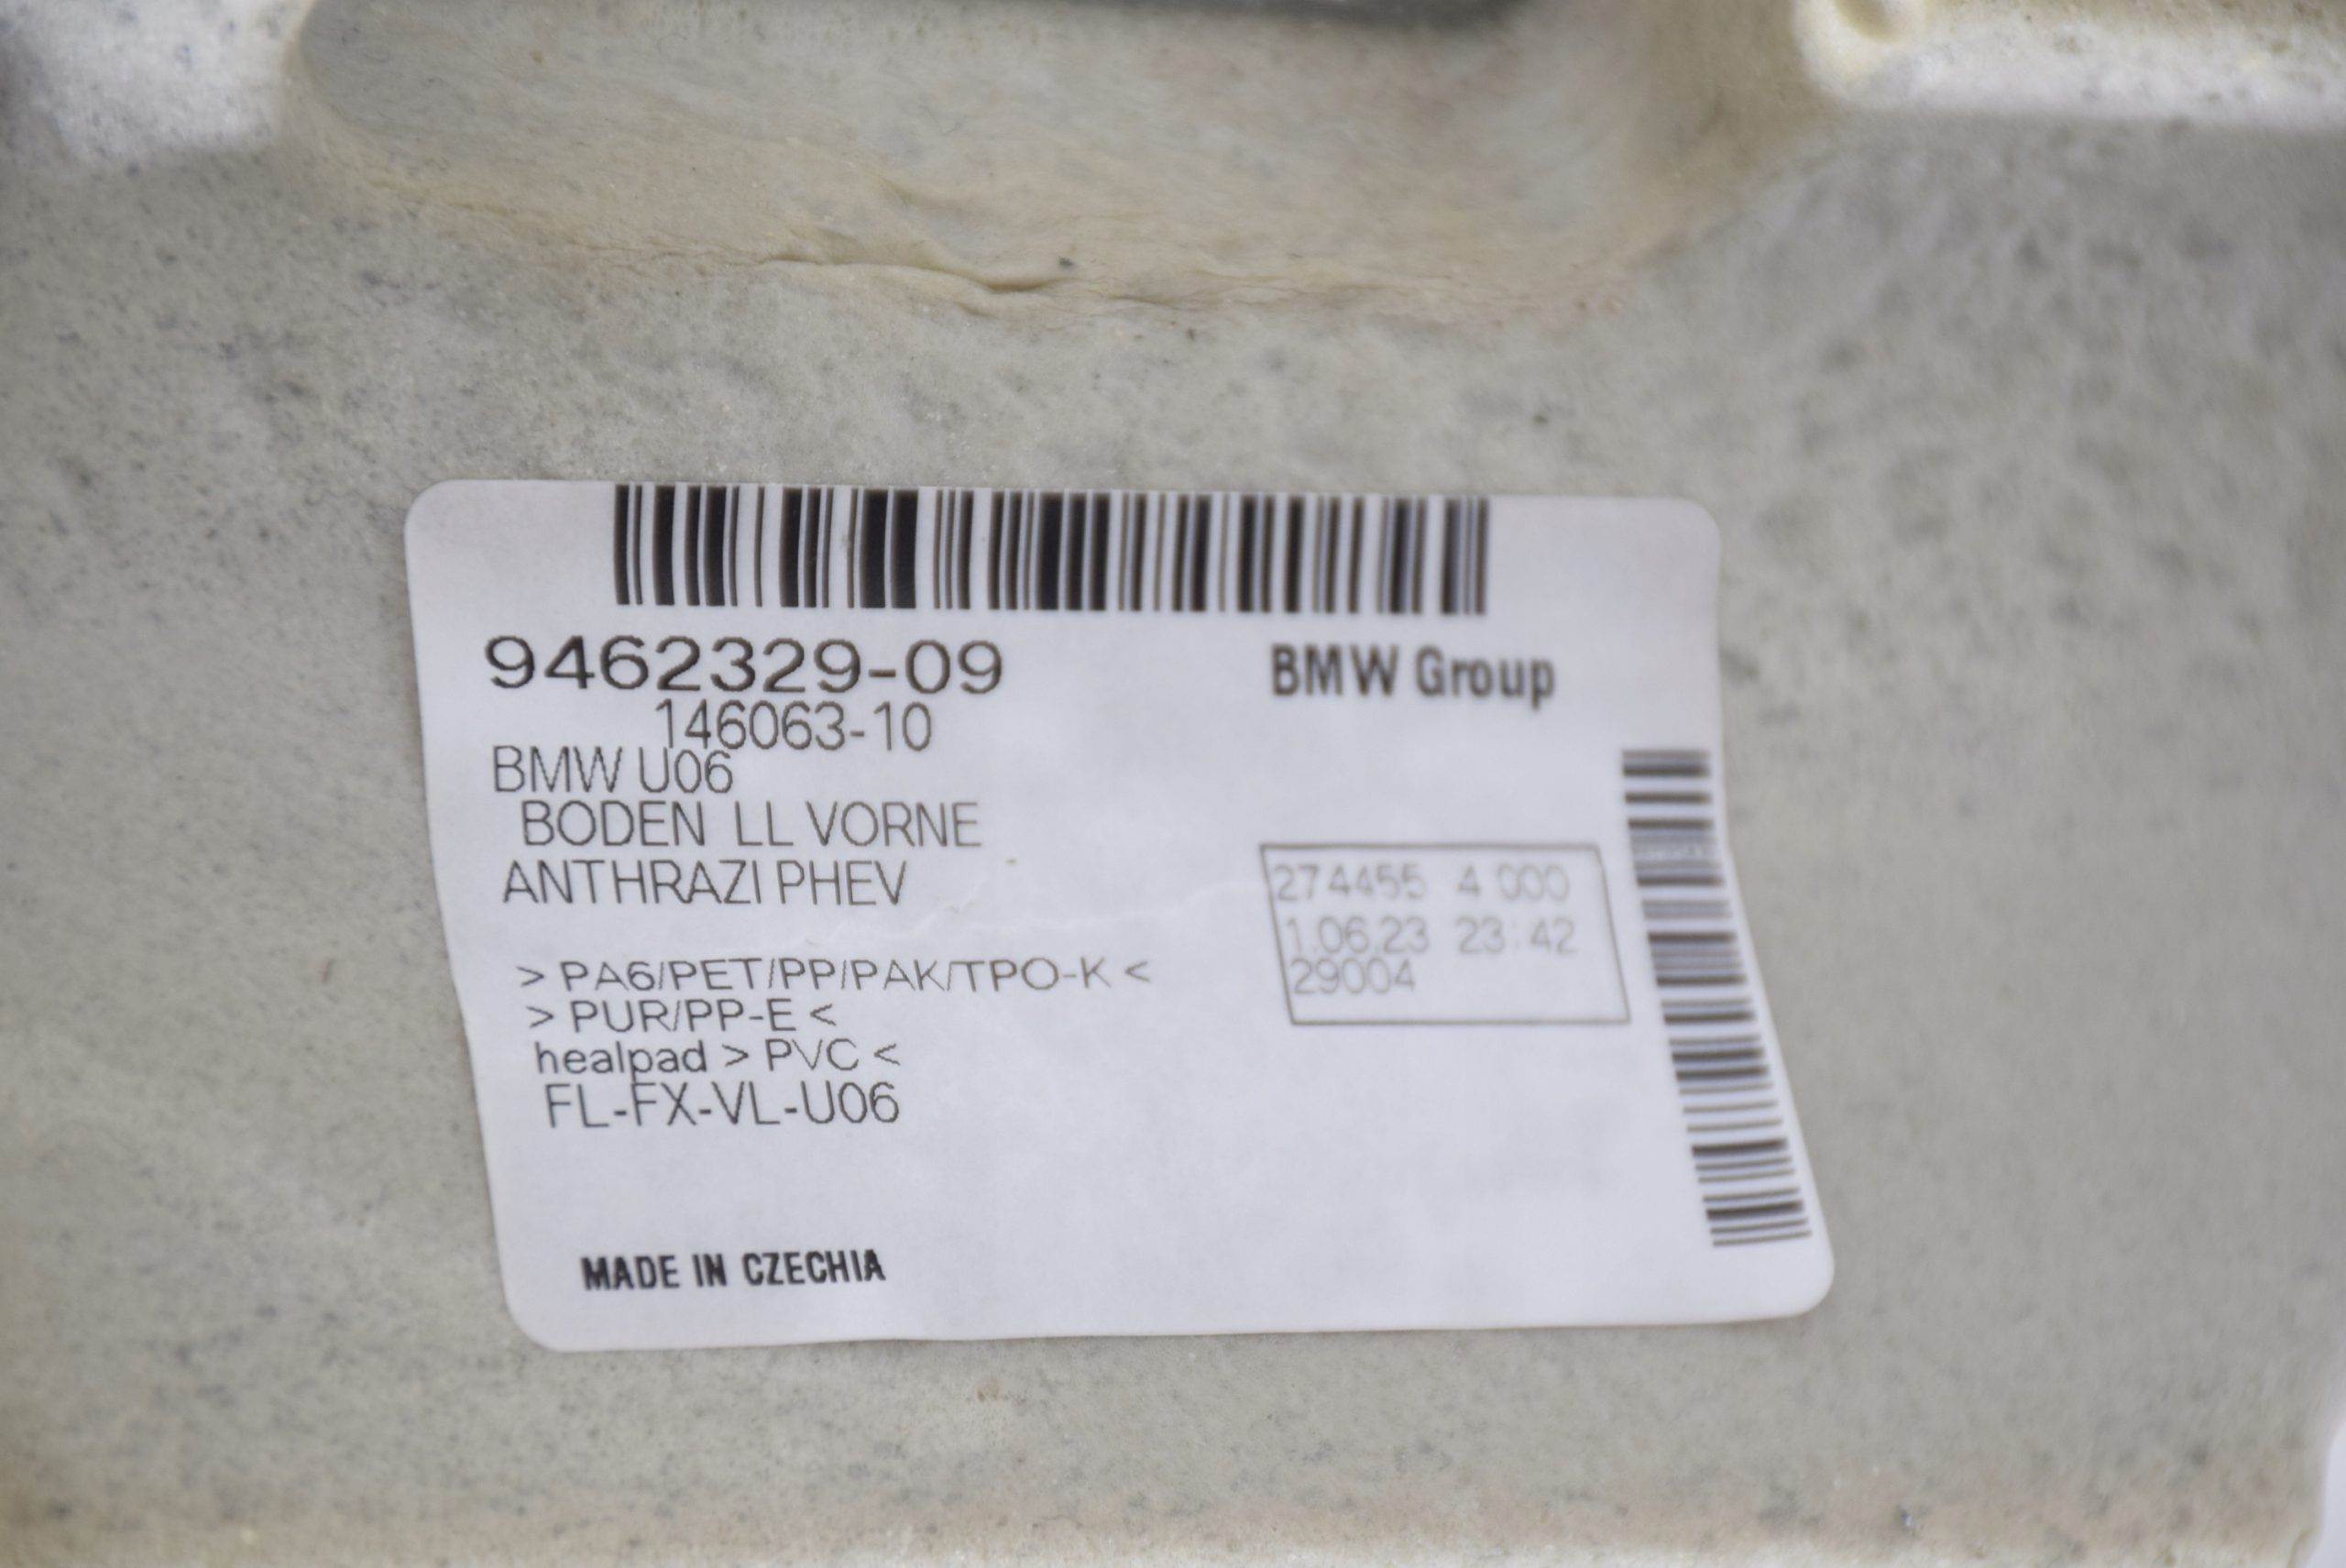 9462329-09
BMW Group
146063-10
BMW U06
BODEN LL VORNE
ANTHRAZI PHEV
274455 4 000
1.06.23 23:42
29004
> PA6/PET/PP/PAK/TPO-K <
> PUR/PP-E <
healpad > PVC <
FL-FX-VL-U06
MADE IN CZECHIA